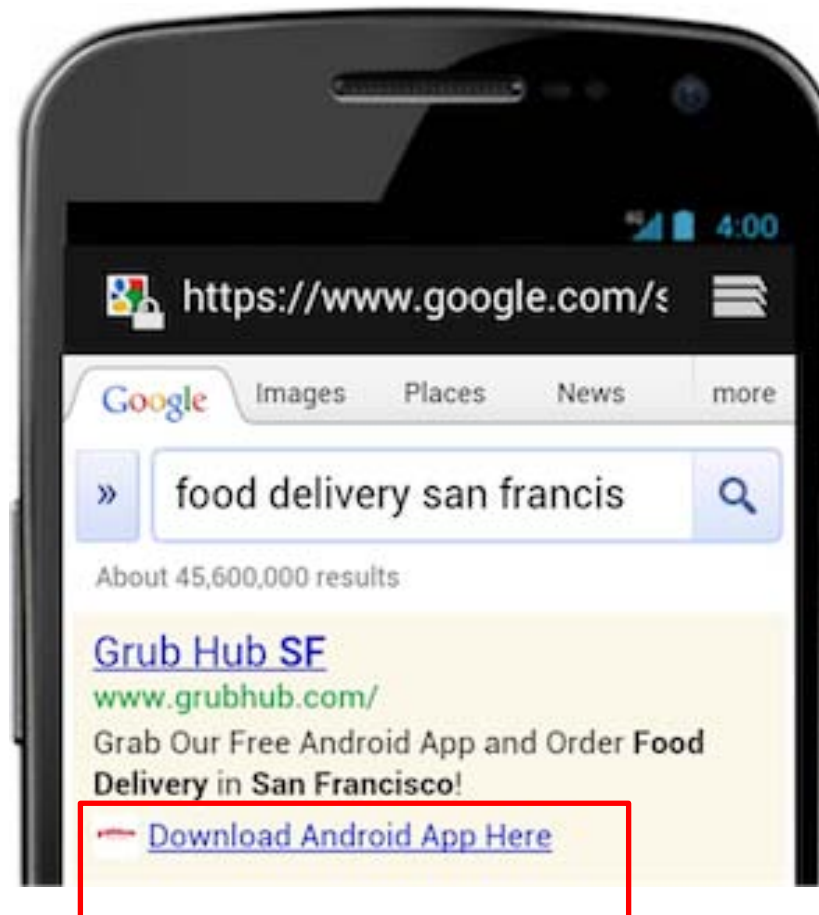 4G 4:00
https://www.google.com/s
Google Images Places News more
» food delivery san francis
About 45,600,000 results
Grub Hub SF
www.grubhub.com/
Grab Our Free Android App and Order Food
Delivery in San Francisco!
Download Android App Here